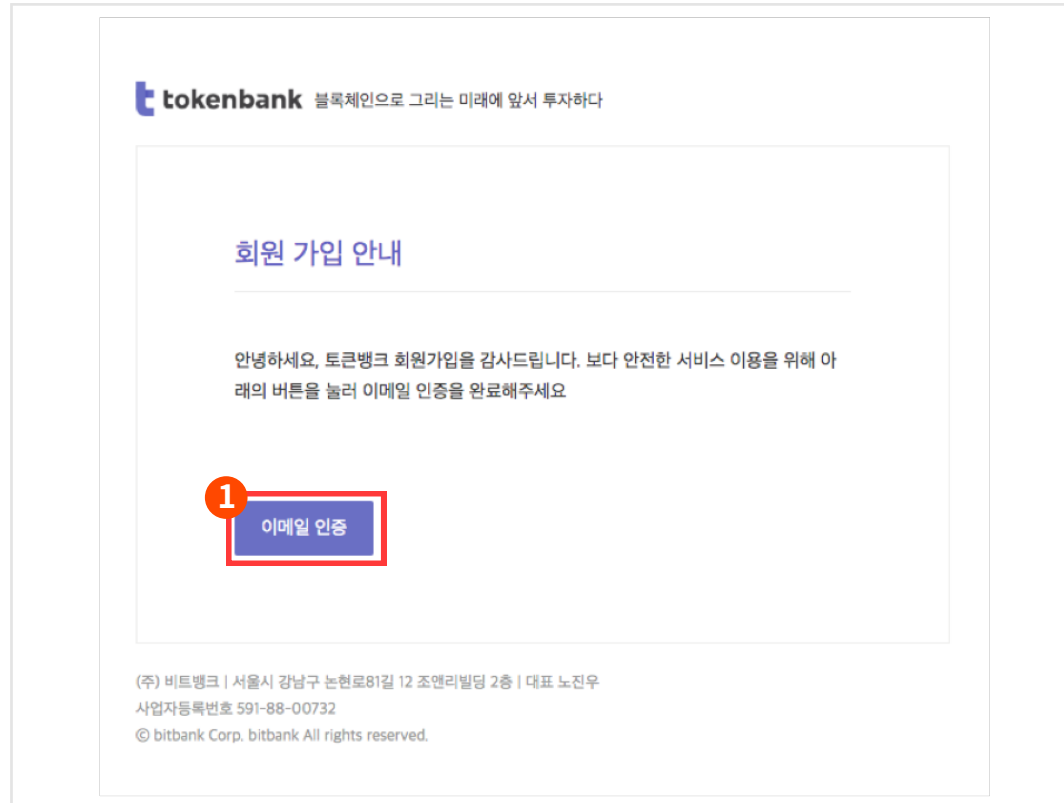 tokenbank 블록체인으로 그리는 미래에 앞서 투자하다
회원 가입 안내
안녕하세요, 토큰뱅크 회원가입을 감사드립니다. 보다 안전한 서비스 이용을 위해 아
래의 버튼을 눌러 이메일 인증을 완료해주세요
1
이메일 인증
(주) 비트뱅크 | 서울시 강남구 논현로81길 12 조앤리빌딩 2층 | 대표 노진우
사업자등록번호 591-88-00732
© bitbank Corp. bitbank All rights reserved.